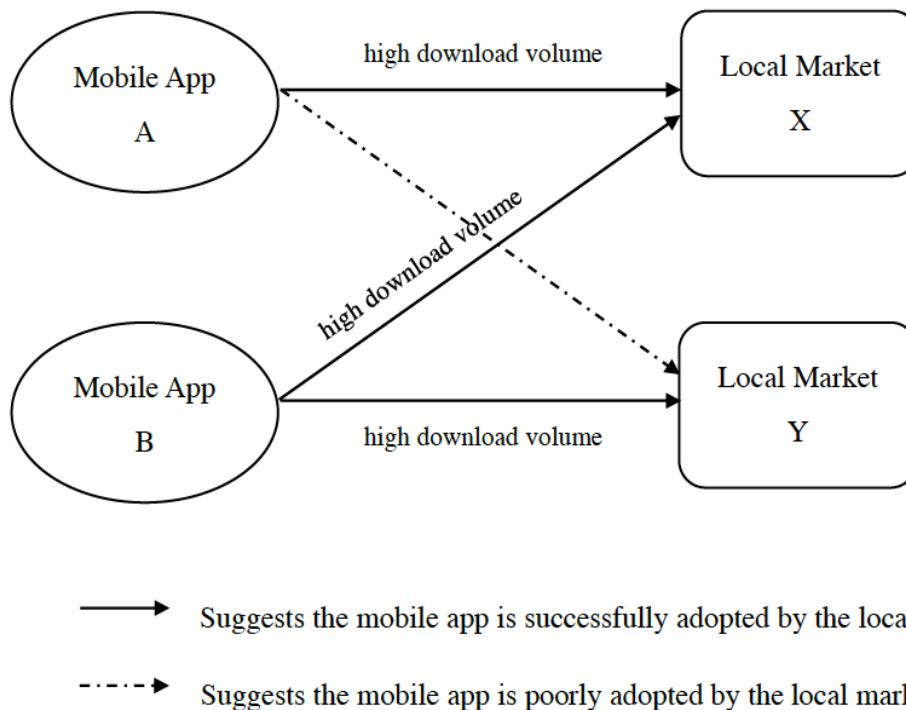 Mobile App
A
high download volume
Local Market
X
high download volume
Mobile App
B
high download volume
Local Market
Y
Suggests the mobile app is successfully adopted by the loca
Suggests the mobile app is poorly adopted by the local mark